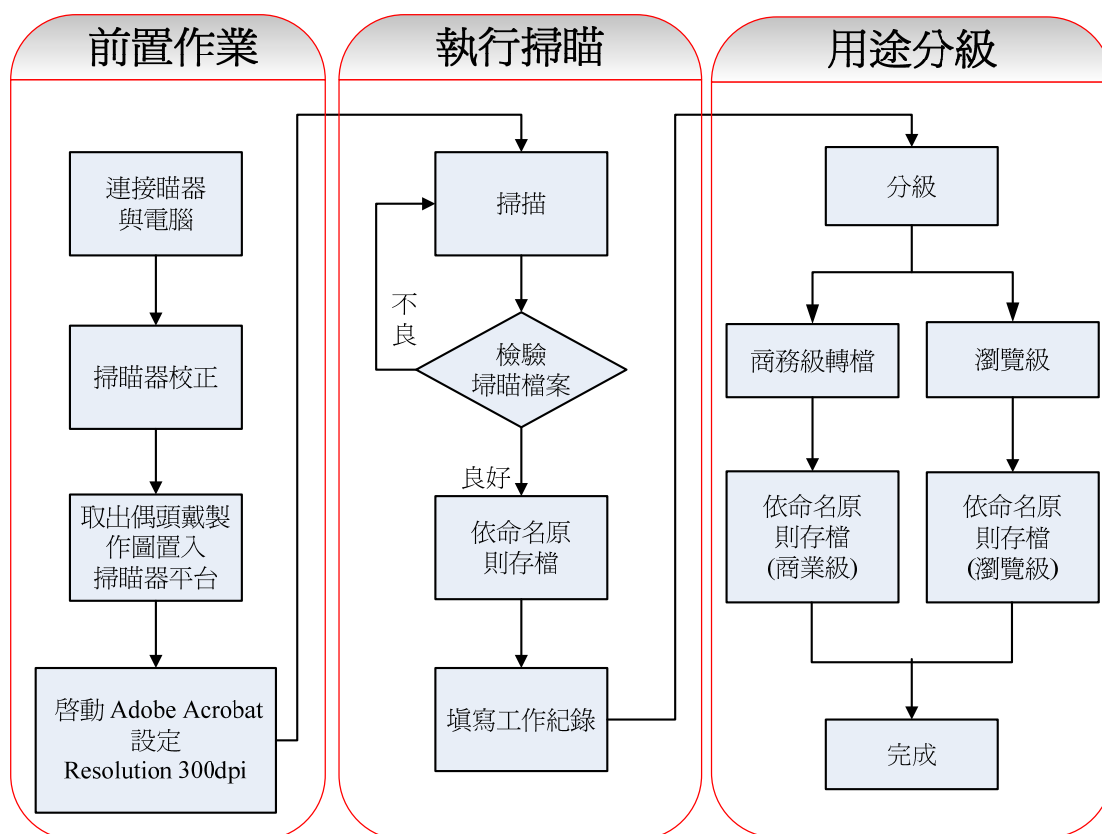 前置作業
連接瞄器
與電腦
掃瞄器校正
取出偶頭戴製
作圖置入
掃瞄器平台
啓動 Adobe Acrobat
設定
Resolution 300dpi
執行掃瞄
掃描
不
良
檢驗
埽瞄檔案
良好
依命名原
則存檔
填寫工作紀錄
用途分級
分級
商務級轉檔
瀏覽級
依命名原
則存檔
(商業級)
依命名原
則存檔
(瀏覽級)
完成